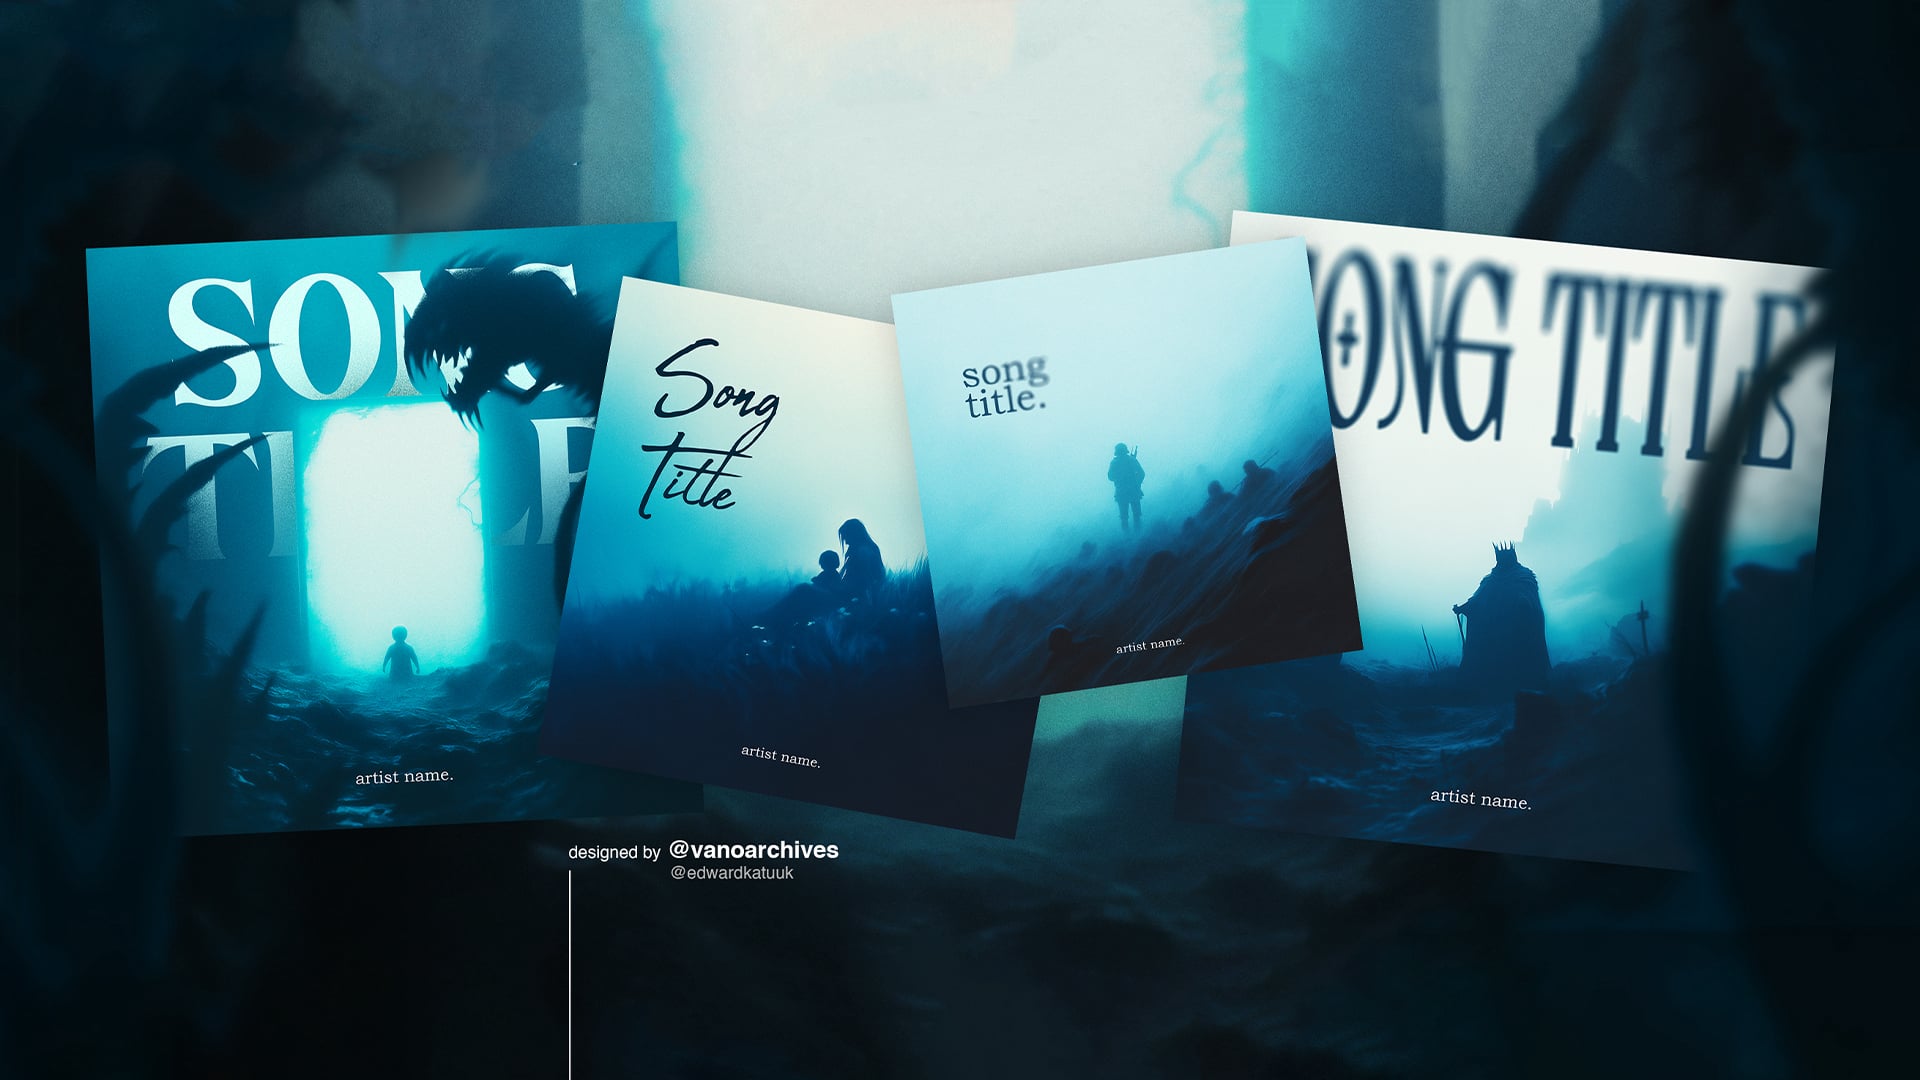 SONG
TITLE
artist name.
Song
Title
artist name.
song
title.
artist name.
SONG TITLE
artist name.
designed by @vanoarchives
@edwardkatuuk